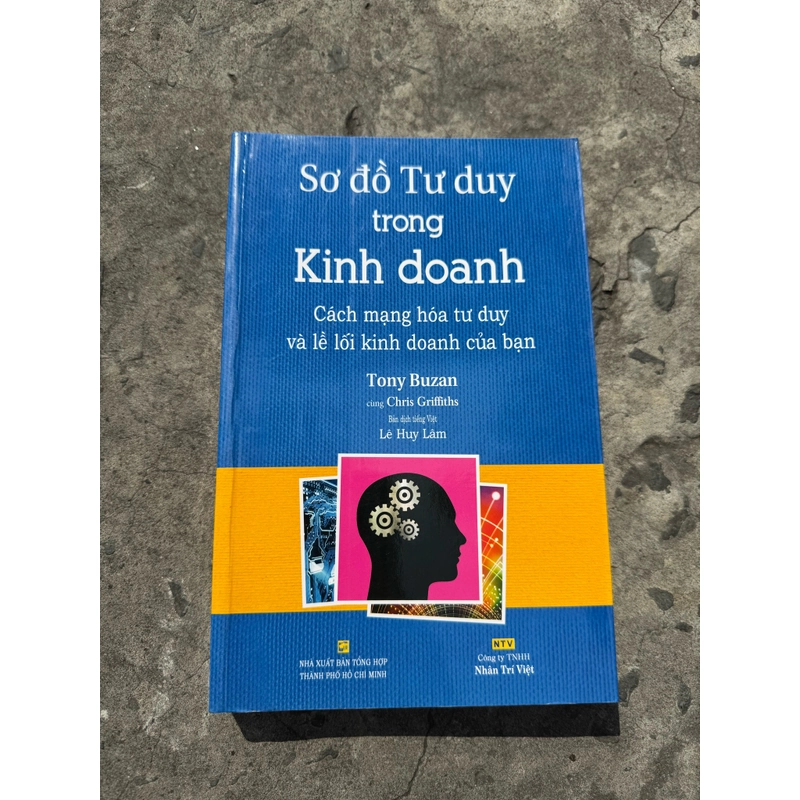 Sơ đồ Tư duy
trong
Kinh doanh
Cách mạng hóa tư duy
và lề lối kinh doanh của bạn
Tony Buzan
cùng Chris Griffiths
Bản dịch tiếng Việt
Lê Huy Lâm
NHÀ XUẤT BẢN TỔNG HỢP
THÀNH PHỐ HỒ CHÍ MINH
NTV
Công ty TNHH
Nhân Trí Việt